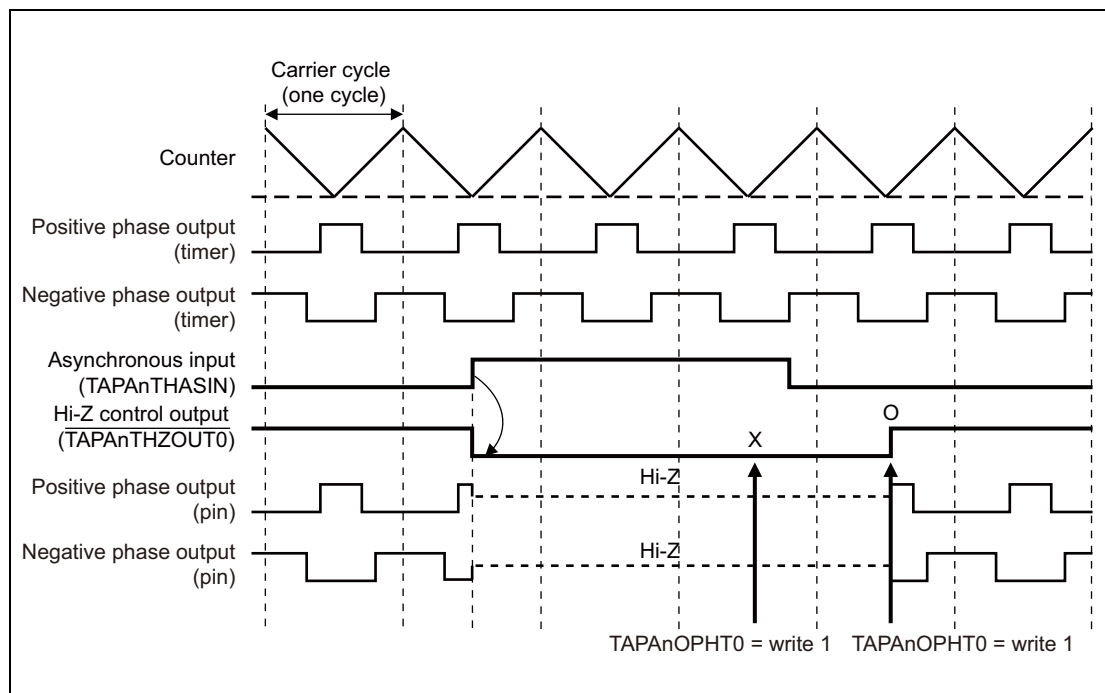 Carrier cycle
(one cycle)
Counter
Positive phase output
(timer)
Negative phase output
(timer)
Asynchronous input
(TAPAnTHASIN)
Hi-Z control output
(TAPAnTHZOUT0)
O
X
Positive phase output
(pin)
Hi-Z
Negative phase output
(pin)
Hi-Z
TAPAnOPHT0 = write 1
TAPAnOPHT0 = write 1